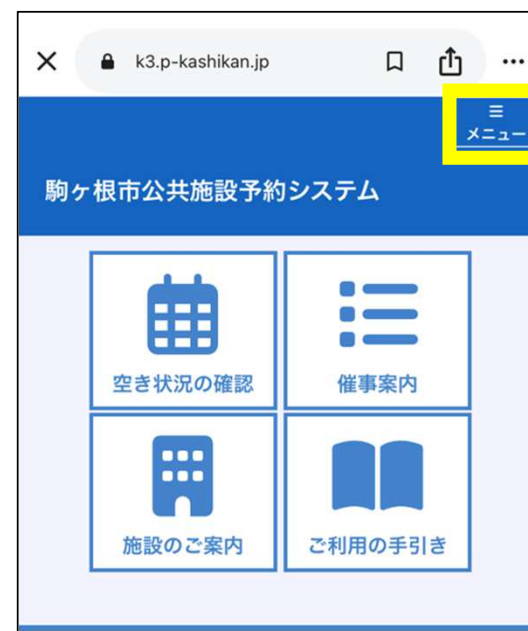 k3.p-kashikan.jp
メニュー
駒ヶ根市公共施設予約システム
空き状況の確認
催事案内
施設のご案内
ご利用の手引き